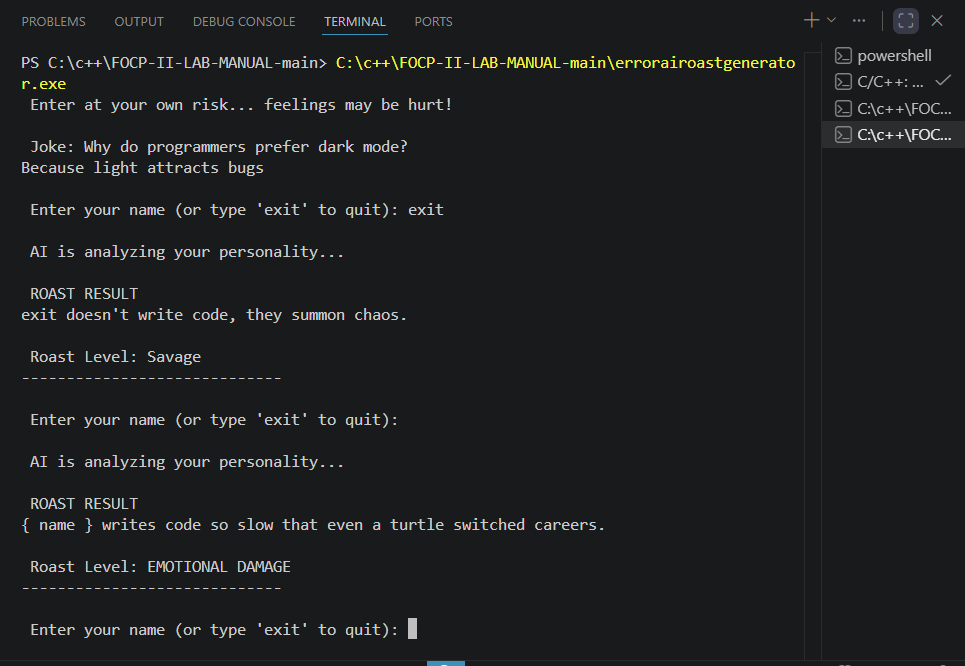 PROBLEMS OUTPUT DEBUG CONSOLE TERMINAL PORTS
PS C:\c++\FOCP-II-LAB-MANUAL-main> C:\c++\FOCP-II-LAB-MANUAL-main\errorairoastgenerato
r.exe
Enter at your own risk... feelings may be hurt!
Joke: Why do programmers prefer dark mode?
Because light attracts bugs
Enter your name (or type 'exit' to quit): exit
AI is analyzing your personality...
ROAST RESULT
exit doesn't write code, they summon chaos.
Roast Level: Savage
-----------------------------
Enter your name (or type 'exit' to quit):
AI is analyzing your personality...
ROAST RESULT
{ name } writes code so slow that even a turtle switched careers.
Roast Level: EMOTIONAL DAMAGE
-----------------------------
Enter your name (or type 'exit' to quit):
powershell
C/C++: ...
C:\c++\FOC...
C:\c++\FOC...